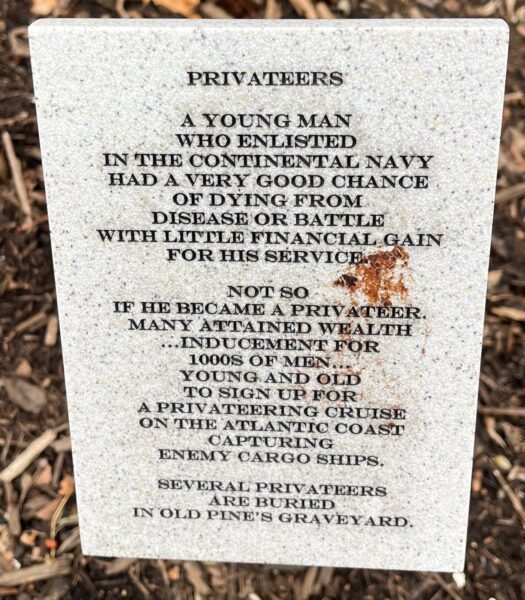 PRIVATEERS
A YOUNG MAN
WHO ENLISTED
IN THE CONTINENTAL NAVY
HAD A VERY GOOD CHANCE
OF DYING FROM
DISEASE OR BATTLE
WITH LITTLE FINANCIAL GAIN
FOR HIS SERVICE.
NOT SO
IF HE BECAME A PRIVATEER.
MANY ATTAINED WEALTH
...INDUCEMENT FOR
1000S OF MEN...
YOUNG AND OLD
TO SIGN UP FOR
A PRIVATEERING CRUISE
ON THE ATLANTIC COAST
CAPTURING
ENEMY CARGO SHIPS.
SEVERAL PRIVATEERS
ARE BURIED
IN OLD PINE'S GRAVEYARD.